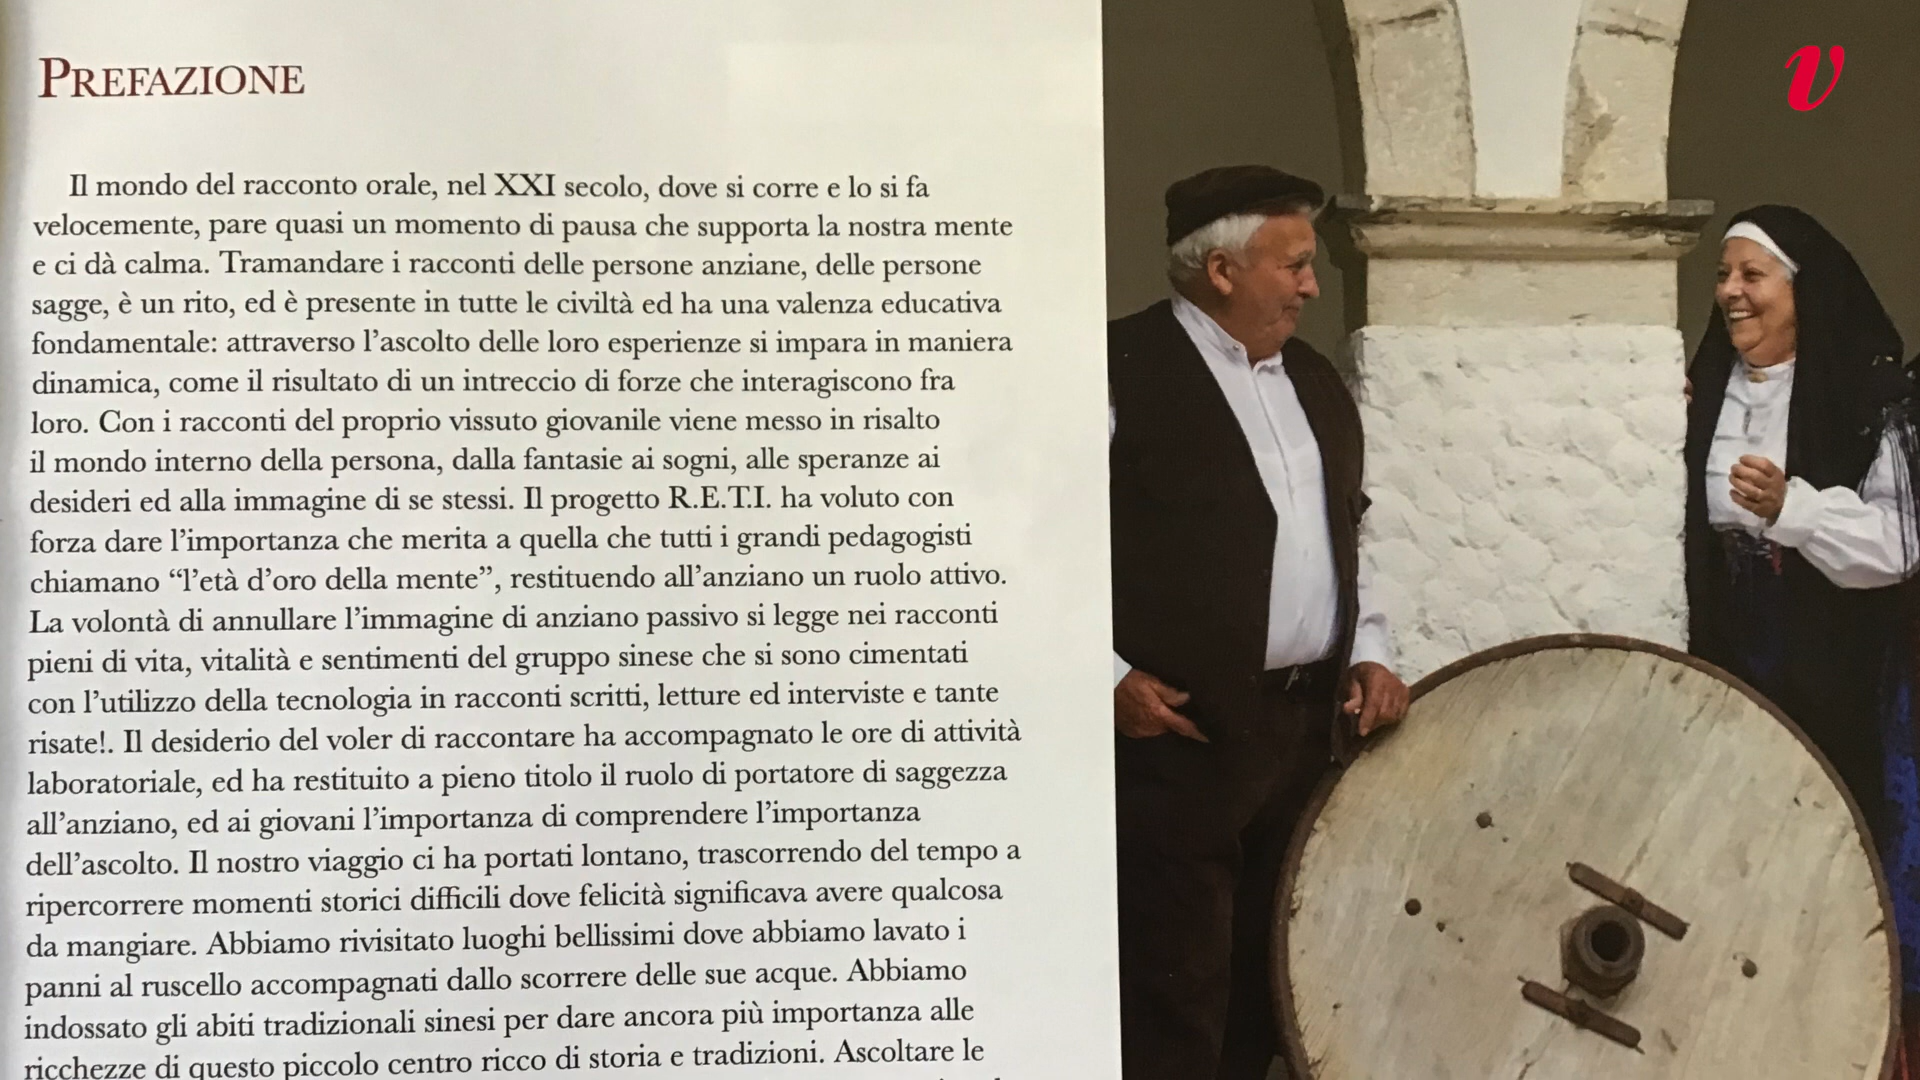 PREFAZIONE
Il mondo del racconto orale, nel XXI secolo, dove si corre e lo si fa
velocemente, pare quasi un momento di pausa che supporta la nostra mente
e ci dà calma. Tramandare i racconti delle persone anziane, delle persone
sagge, è un rito, ed è presente in tutte le civiltà ed ha una valenza educativa
fondamentale: attraverso l’ascolto delle loro esperienze si impara in maniera
dinamica, come il risultato di un intreccio di forze che interagiscono fra
loro. Con i racconti del proprio vissuto giovanile viene messo in risalto
il mondo interno della persona, dalla fantasie ai sogni, alle speranze ai
desideri ed alla immagine di se stessi. Il progetto R.E.T.I. ha voluto con
forza dare l’importanza che merita a quella che tutti i grandi pedagogisti
chiamano “l’età d’oro della mente”, restituendo all’anziano un ruolo attivo.
La volontà di annullare l’immagine di anziano passivo si legge nei racconti
pieni di vita, vitalità e sentimenti del gruppo sinese che si sono cimentati
con l’utilizzo della tecnologia in racconti scritti, letture ed interviste e tante
risate!. Il desiderio del voler di raccontare ha accompagnato le ore di attività
laboratoriale, ed ha restituito a pieno titolo il ruolo di portatore di saggezza
all’anziano, ed ai giovani l’importanza di comprendere l’importanza
dell’ascolto. Il nostro viaggio ci ha portati lontano, trascorrendo del tempo a
ripercorrere momenti storici difficili dove felicità significava avere qualcosa
da mangiare. Abbiamo rivisitato luoghi bellissimi dove abbiamo lavato i
panni al ruscello accompagnati dallo scorrere delle sue acque. Abbiamo
indossato gli abiti tradizionali sinesi per dare ancora più importanza alle
ricchezze di questo piccolo centro ricco di storia e tradizioni. Ascoltare le
v